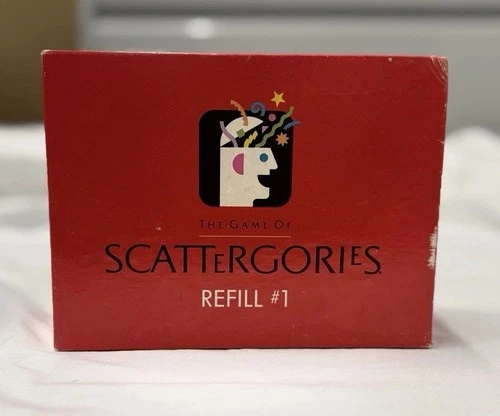 THE GAME OF
SCATTERGORIES
REFILL #1